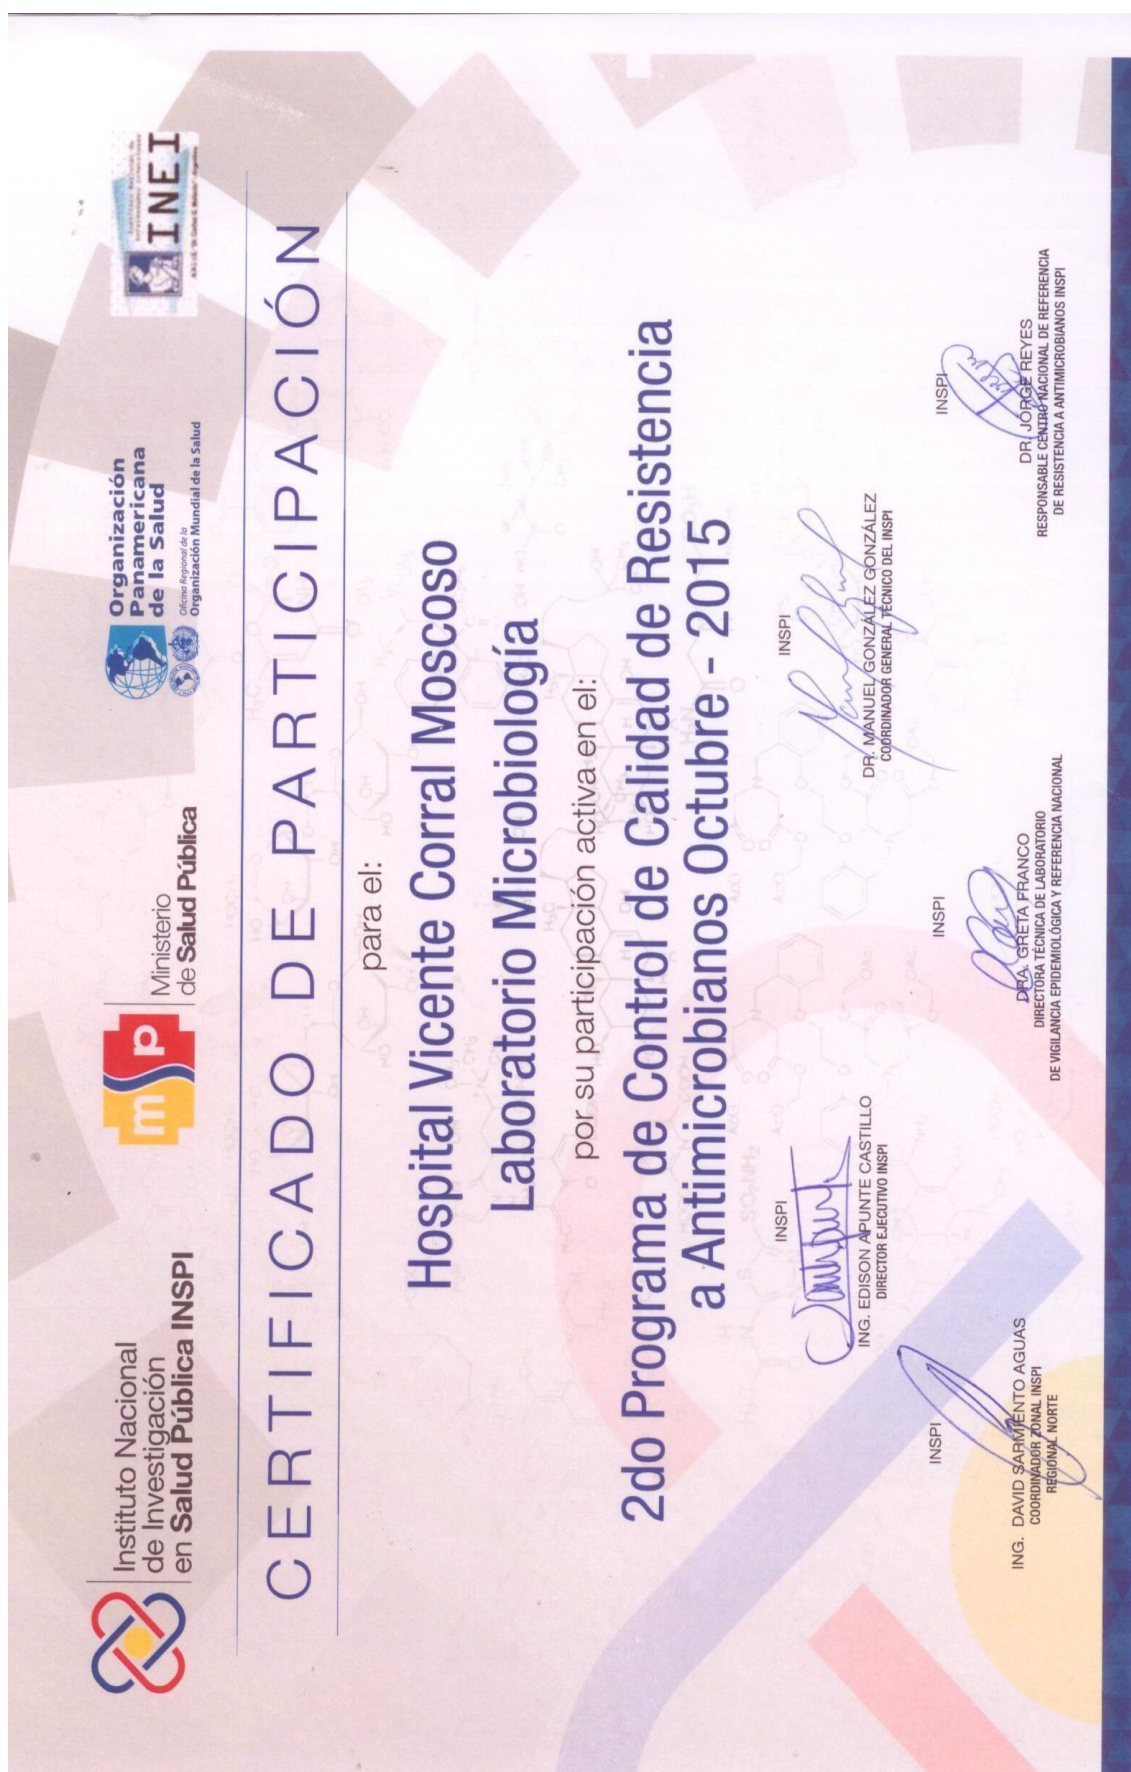 Instituto Nacional
de Investigación
en Salud Pública INSPI
msp
Ministerio
de Salud Pública
Organización
Panamericana
de la Salud
Oficina Regional de la
Organización Mundial de la Salud
INEI
CERTIFICADO DE PARTICIPACIÓN
para el:
Hospital Vicente Corral Moscoso
Laboratorio Microbiología
por su participación activa en el:
2do Programa de Control de Calidad de Resistencia
a Antimicrobianos Octubre - 2015
INSPI
ING. EDISON APUNTE CASTILLO
DIRECTOR EJECUTIVO INSPI
INSPI
DR. MANUEL GONZÁLEZ GONZÁLEZ
COORDINADOR GENERAL TÉCNICO DEL INSPI
INSPI
ING. DAVID SARMIENTO AGUAS
COORDINADOR ZONAL INSPI
REGIONAL NORTE
INSPI
DRA. GRETA FRANCO
DIRECTORA TÉCNICA DE LABORATORIO
DE VIGILANCIA EPIDEMIOLÓGICA Y REFERENCIA NACIONAL
INSPI
DR. JORGE REYES
RESPONSABLE CENTRO NACIONAL DE REFERENCIA
DE RESISTENCIA A ANTIMICROBIANOS INSPI